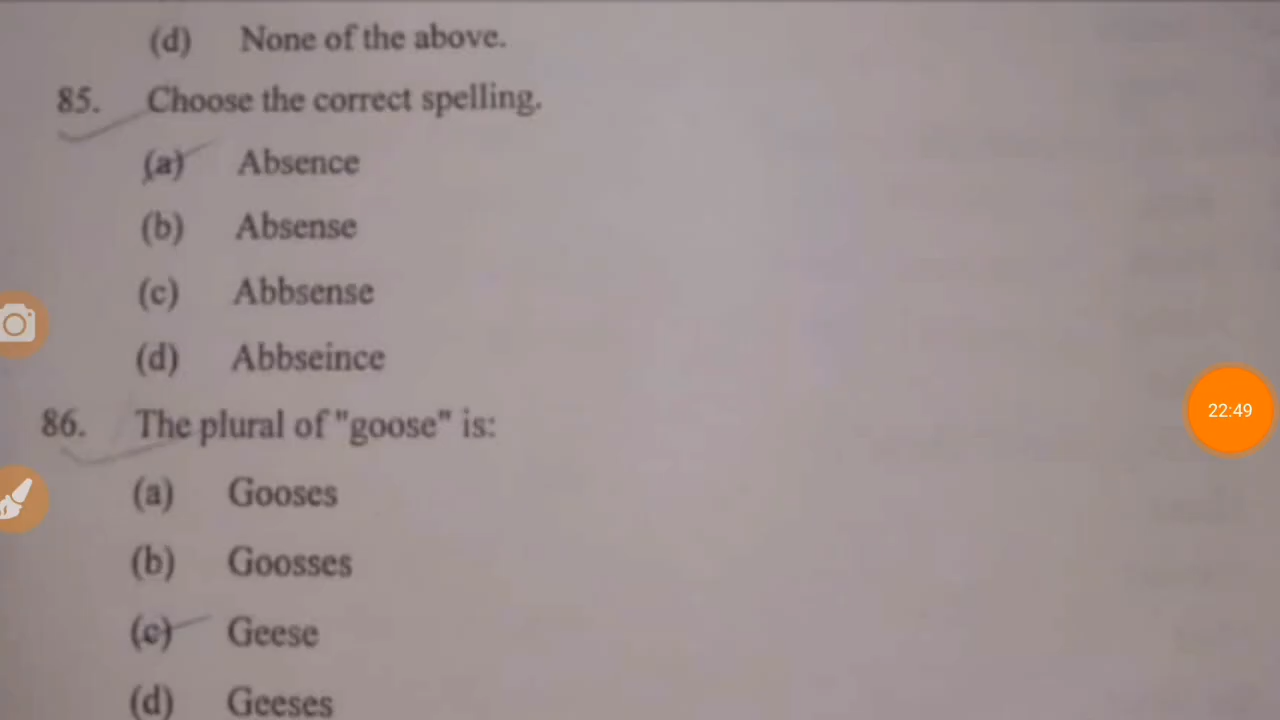 (d) None of the above.
85. Choose the correct spelling.
(a) Absence
(b) Absense
(c) Abbsense
(d) Abbseince
86. The plural of "goose" is:
(a) Gooses
(b) Goosses
(c) Geese
(d) Geeses
22:49